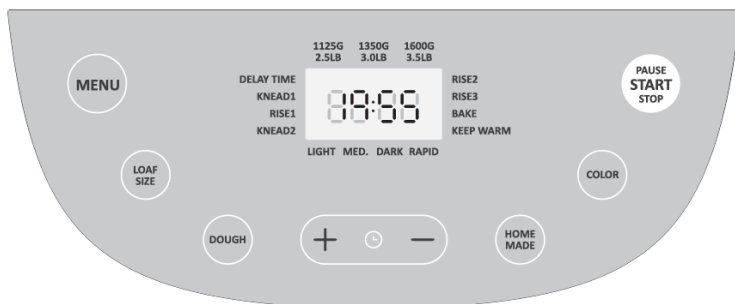 1125G 1350G 1600G
2.5LB 3.0LB 3.5LB
MENU
DELAY TIME
KNEAD1
RISE1
KNEAD2
19:55
RISE2
RISE3
BAKE
KEEP WARM
LIGHT MED. DARK RAPID
PAUSE
START
STOP
LOAF
SIZE
COLOR
DOUGH
+ −
HOME
MADE